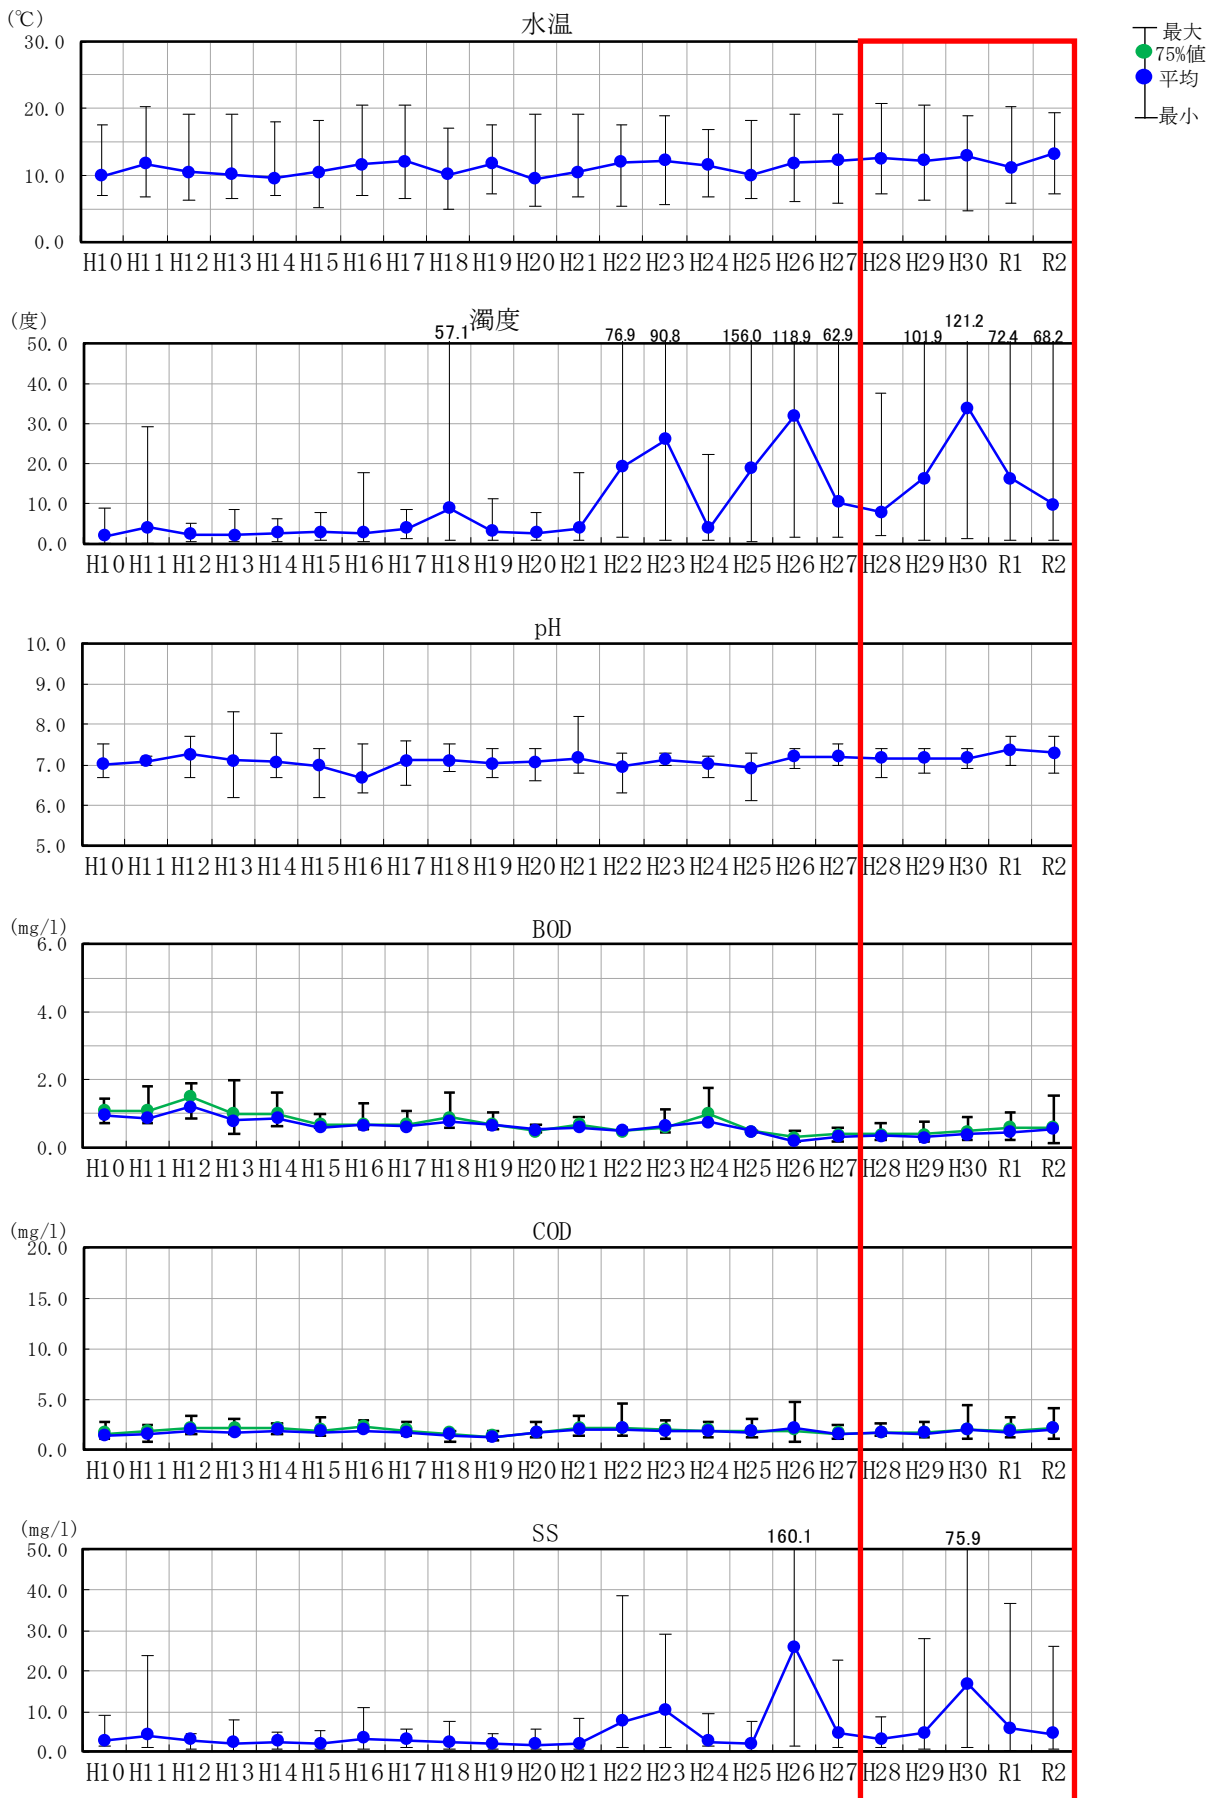 (℃)
水温
30.0
20.0
10.0
0.0
H10 H11 H12 H13 H14 H15 H16 H17 H18 H19 H20 H21 H22 H23 H24 H25 H26 H27 H28 H29 H30 R1 R2
最大
75%値
平均
最小
(度)
濁度
57.1 76.9 90.8 156.0 118.9 62.9 101.9 121.2 72.4 68.2
50.0
40.0
30.0
20.0
10.0
0.0
H10 H11 H12 H13 H14 H15 H16 H17 H18 H19 H20 H21 H22 H23 H24 H25 H26 H27 H28 H29 H30 R1 R2
pH
10.0
9.0
8.0
7.0
6.0
5.0
H10 H11 H12 H13 H14 H15 H16 H17 H18 H19 H20 H21 H22 H23 H24 H25 H26 H27 H28 H29 H30 R1 R2
(mg/l)
BOD
6.0
4.0
2.0
0.0
H10 H11 H12 H13 H14 H15 H16 H17 H18 H19 H20 H21 H22 H23 H24 H25 H26 H27 H28 H29 H30 R1 R2
(mg/l)
COD
20.0
15.0
10.0
5.0
0.0
H10 H11 H12 H13 H14 H15 H16 H17 H18 H19 H20 H21 H22 H23 H24 H25 H26 H27 H28 H29 H30 R1 R2
(mg/l)
SS
160.1 75.9
50.0
40.0
30.0
20.0
10.0
0.0
H10 H11 H12 H13 H14 H15 H16 H17 H18 H19 H20 H21 H22 H23 H24 H25 H26 H27 H28 H29 H30 R1 R2